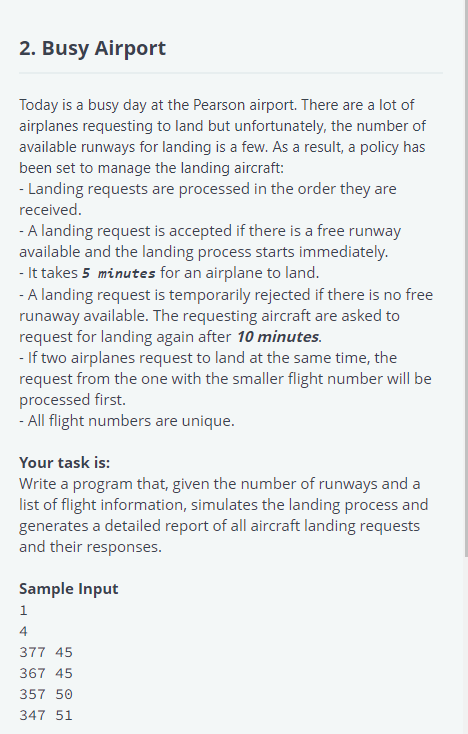 2. Busy Airport
Today is a busy day at the Pearson airport. There are a lot of
airplanes requesting to land but unfortunately, the number of
available runways for landing is a few. As a result, a policy has
been set to manage the landing aircraft:
- Landing requests are processed in the order they are
received.
- A landing request is accepted if there is a free runway
available and the landing process starts immediately.
- It takes 5 minutes for an airplane to land.
- A landing request is temporarily rejected if there is no free
runaway available. The requesting aircraft are asked to
request for landing again after 10 minutes.
- If two airplanes request to land at the same time, the
request from the one with the smaller flight number will be
processed first.
- All flight numbers are unique.
Your task is:
Write a program that, given the number of runways and a
list of flight information, simulates the landing process and
generates a detailed report of all aircraft landing requests
and their responses.
Sample Input
1
4
377 45
367 45
357 50
347 51